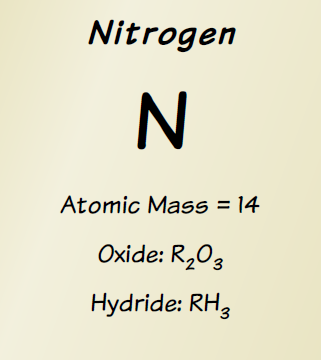 Nitrogen
N
Atomic Mass = 14
Oxide: R₂O₃
Hydride: RH₃